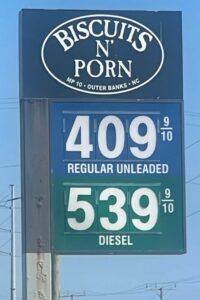 BISCUITS
N'
PORN
MP 10 • OUTER BANKS • NC
409 9/10
REGULAR UNLEADED
539 9/10
DIESEL